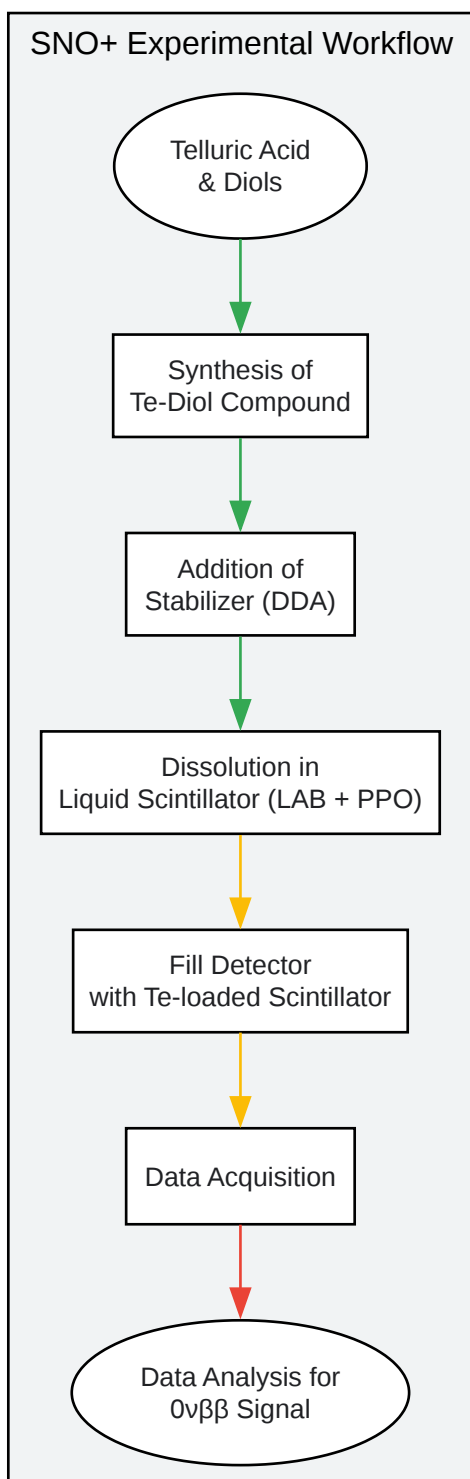 SNO+ Experimental Workflow
Telluric Acid
& Diols
Synthesis of
Te-Diol Compound
Addition of
Stabilizer (DDA)
Dissolution in
Liquid Scintillator (LAB + PPO)
Fill Detector
with Te-loaded Scintillator
Data Acquisition
Data Analysis for
0νββ Signal